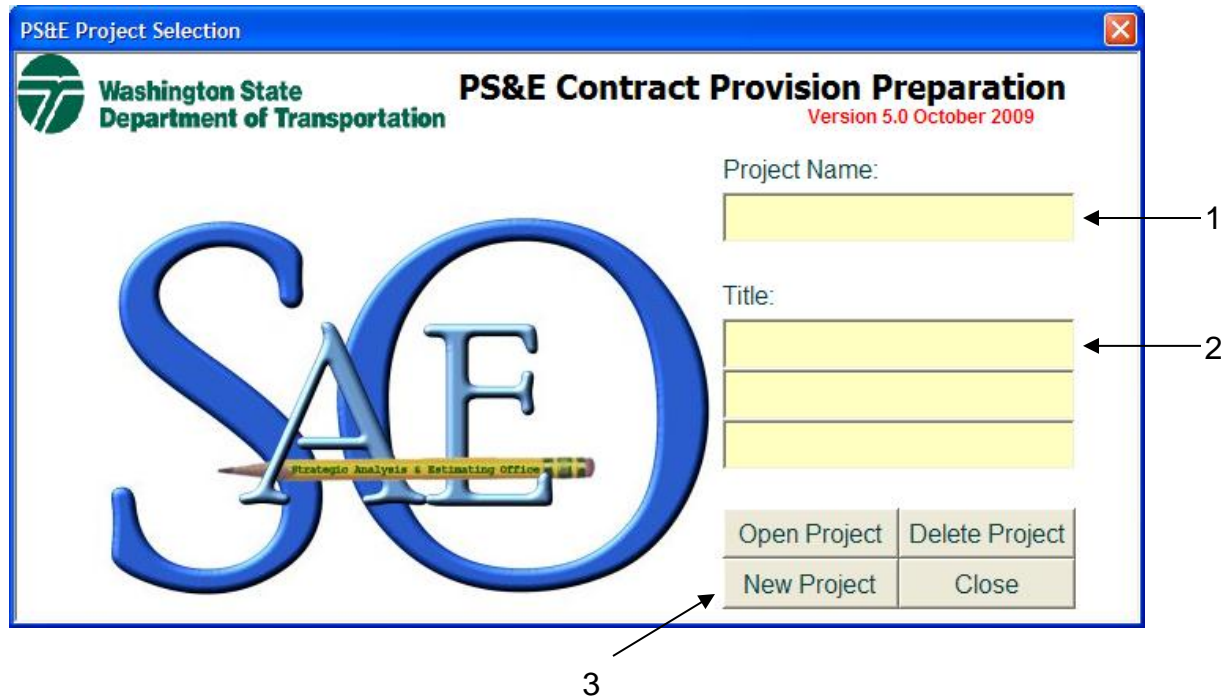 PS&E Project Selection
Washington State
Department of Transportation
PS&E Contract Provision Preparation
Version 5.0 October 2009
Project Name:
1
Title:
2
SAEO
Strategic Analysis & Estimating Office
Open Project
Delete Project
New Project
Close
3